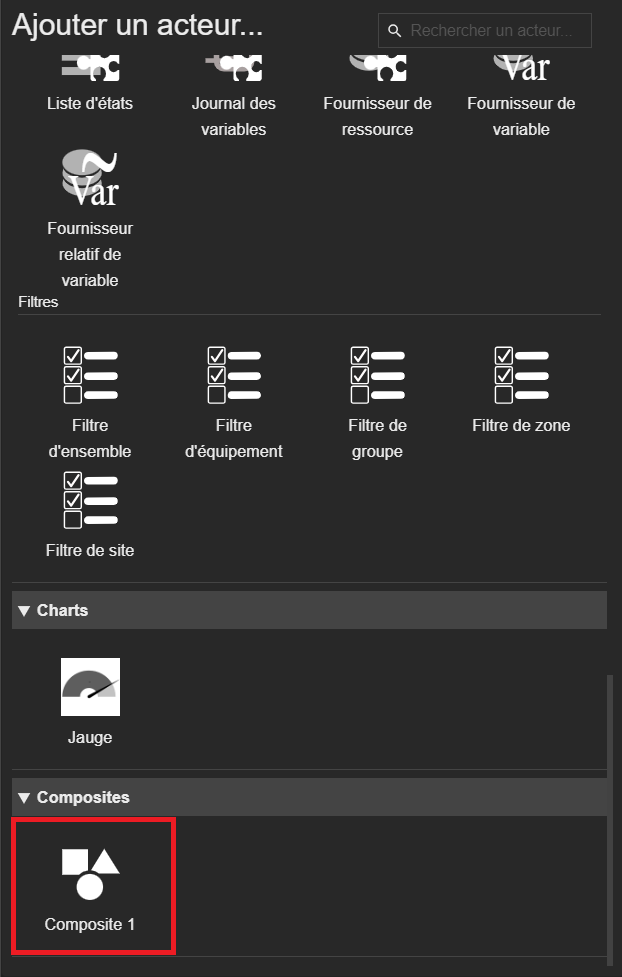 Ajouter un acteur...
Rechercher un acteur...
Liste d'états
Journal des
variables
Fournisseur de
ressource
Var
Fournisseur de
variable
Var
Fournisseur
relatif de
variable
Filtres
Filtre
d'ensemble
Filtre
d'équipement
Filtre de
groupe
Filtre de zone
Filtre de site
Charts
Jauge
Composites
Composite 1